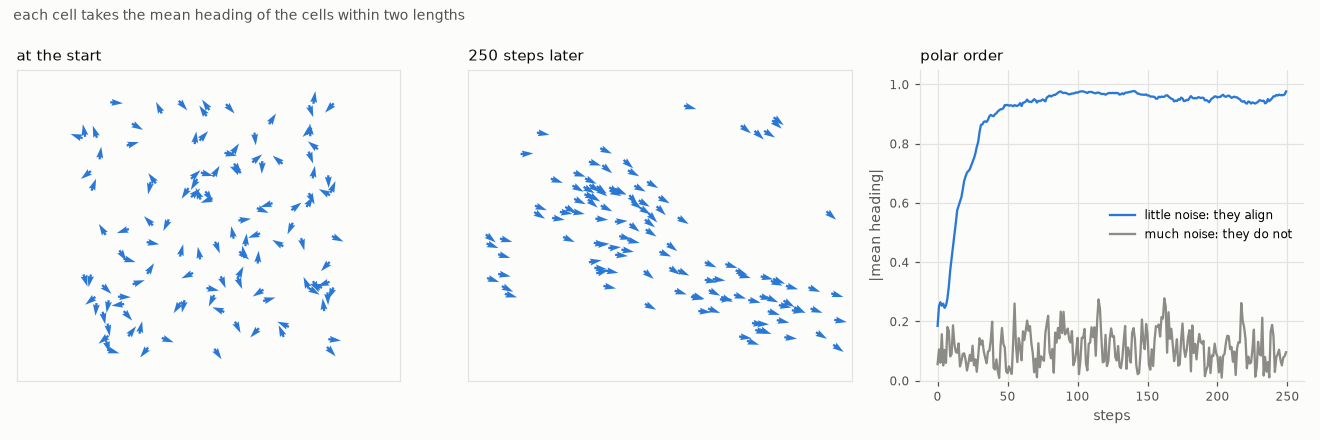 each cell takes the mean heading of the cells within two lengths
at the start
250 steps later
polar order
|mean heading|
1.0
0.8
0.6
0.4
0.2
0.0
little noise: they align
much noise: they do not
0 50 100 150 200 250
steps